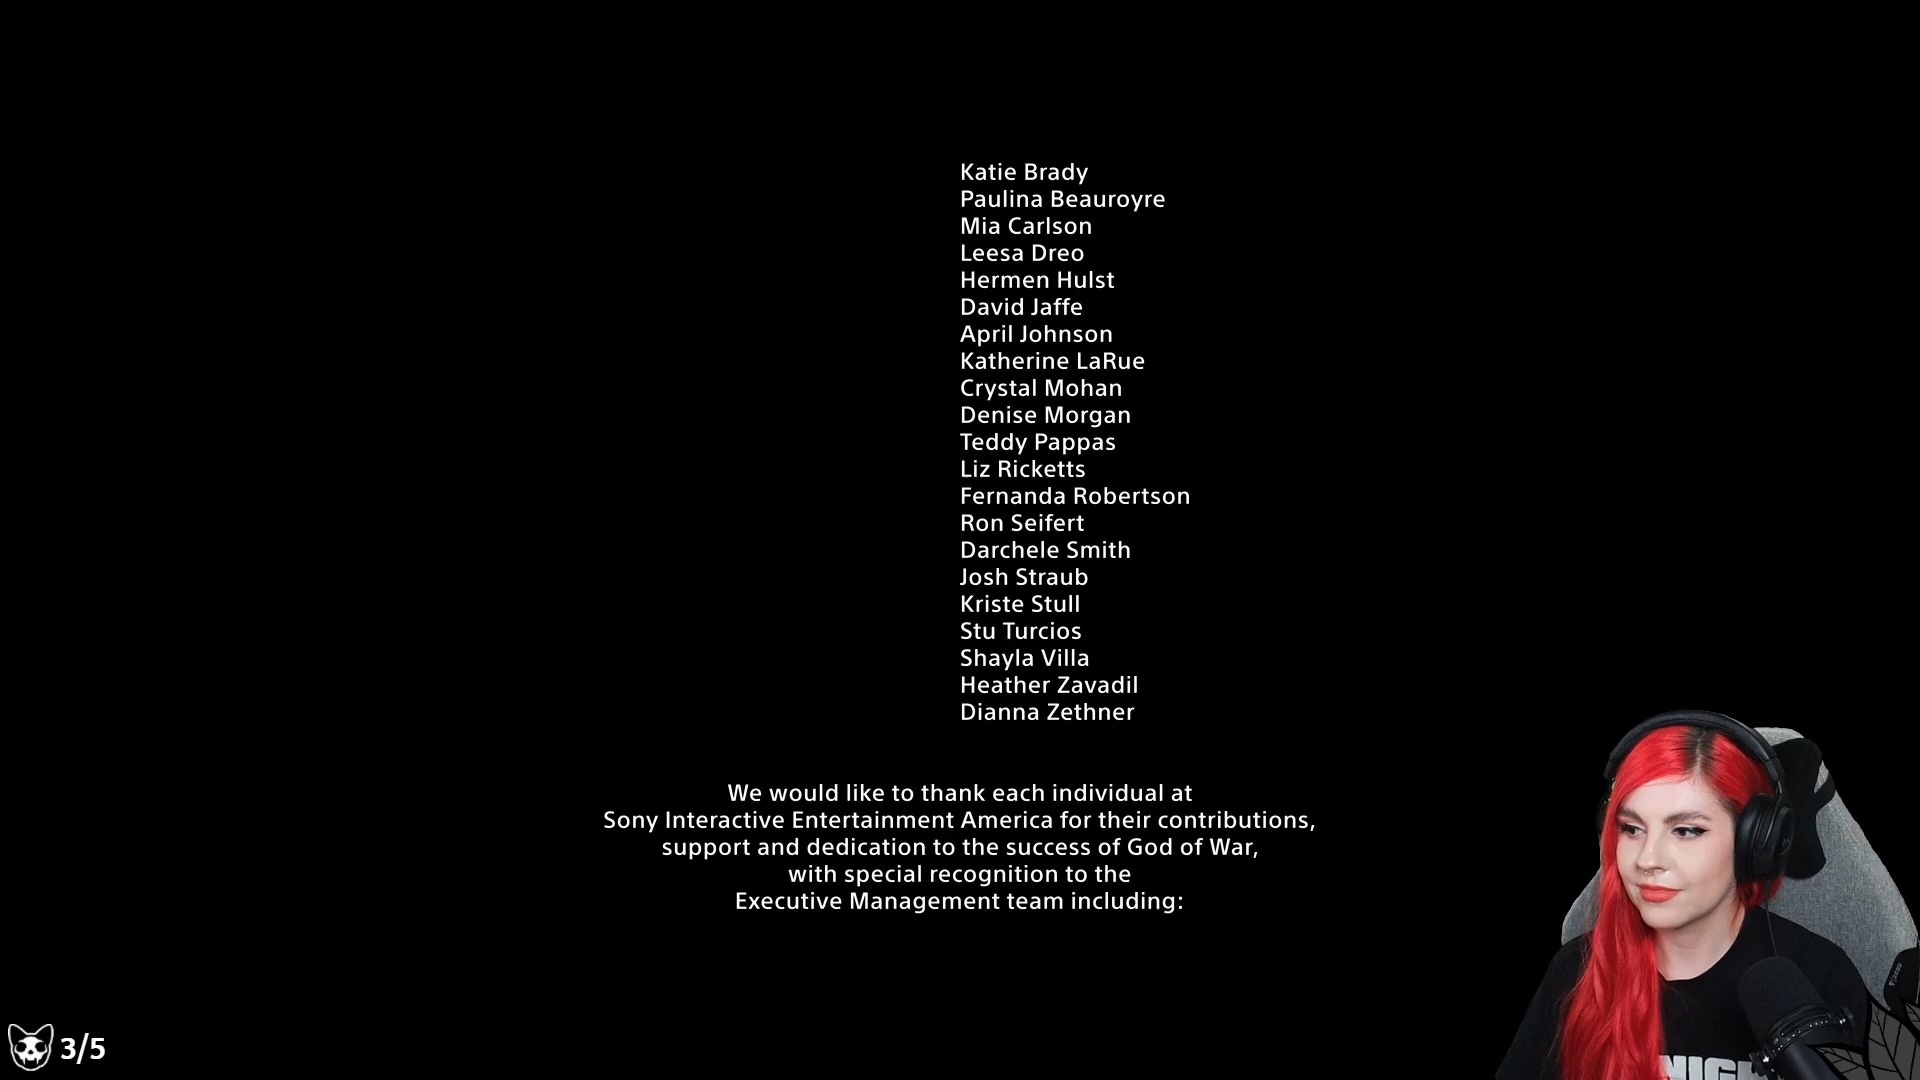 Katie Brady
Paulina Beauroyre
Mia Carlson
Leesa Dreo
Hermen Hulst
David Jaffe
April Johnson
Katherine LaRue
Crystal Mohan
Denise Morgan
Teddy Pappas
Liz Ricketts
Fernanda Robertson
Ron Seifert
Darchele Smith
Josh Straub
Kriste Stull
Stu Turcios
Shayla Villa
Heather Zavadil
Dianna Zethner
We would like to thank each individual at
Sony Interactive Entertainment America for their contributions,
support and dedication to the success of God of War,
with special recognition to the
Executive Management team including:
3/5